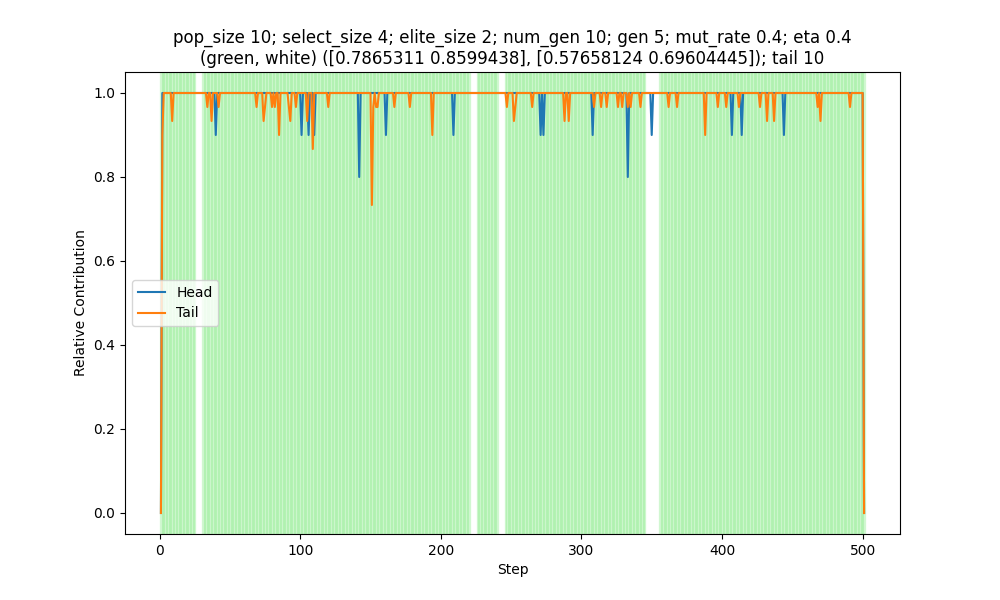 pop_size 10; select_size 4; elite_size 2; num_gen 10; gen 5; mut_rate 0.4; eta 0.4
(green, white) ([0.7865311 0.8599438], [0.57658124 0.69604445]); tail 10
1.0
0.8
0.6
0.4
0.2
0.0
Relative Contribution
Head
Tail
0
100
200
300
400
500
Step